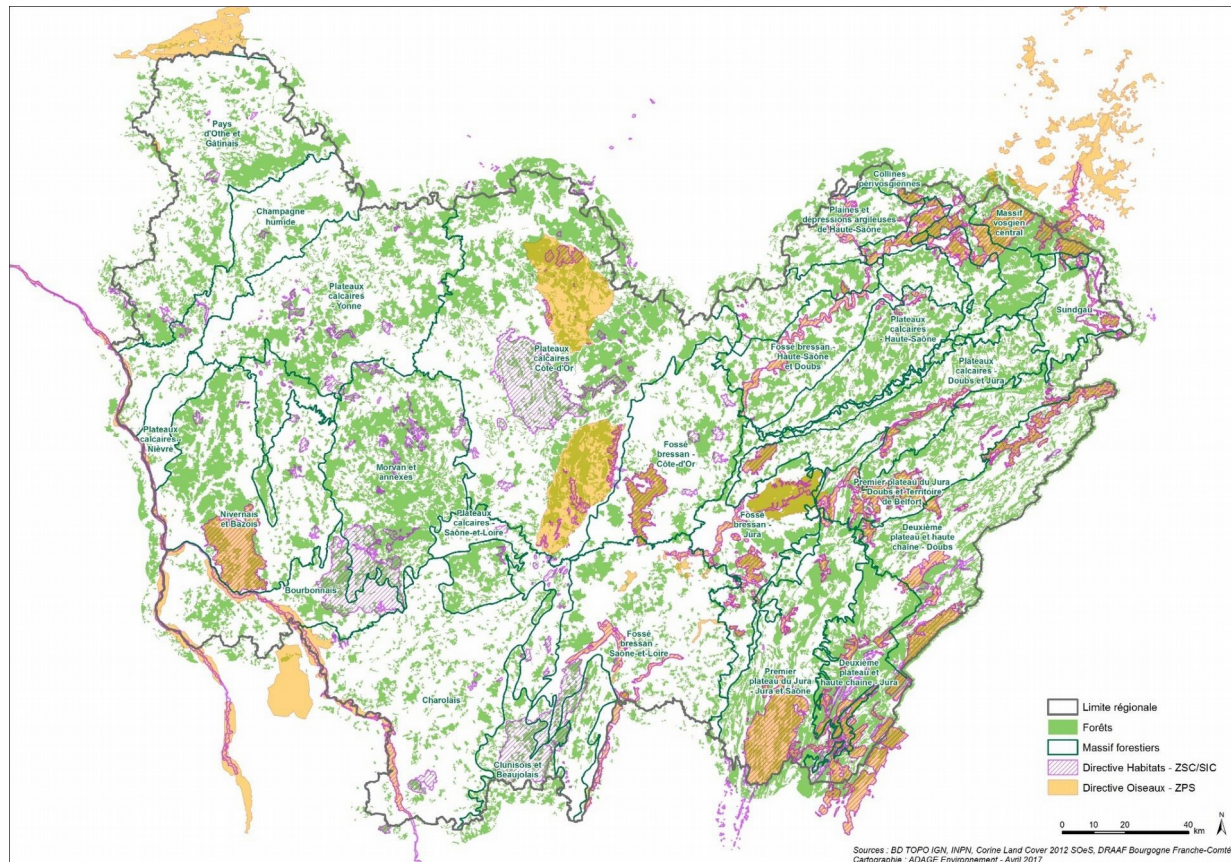 Pays
d'Othe et
Gâtinais
Champagne
humide
Plateaux
calcaires
-Yonne
Plateaux
calcaires
Côte-d'Or
Collines
périvosgiennes
Plaines et
dépressions argileuses
de Haute-Saône
Massif
vosgien
central
Sundgau
Plateaux
calcaires
- Haute-Saône
Fossé bressan -
Haute-Saône
et Doubs
Plateaux
calcaires -
Doubs et Jura
Plateaux
calcaires -
Nièvre
Morvan et
annexes
Fossé
bressan -
Côte-d'Or
Premier plateau du Jura
Doubs et Territoire
de Belfort
Nivernais
et Bazois
Plateaux
calcaires -
Saône-et-Loire
Fossé
bressan -
Jura
Deuxième
plateau et haute
chaîne - Doubs
Bourbonnais
Fossé
bressan -
Saône-et-Loire
Premier
plateau du Jura
Jura et Saône
Deuxième
plateau et
haute chaîne - Jura
Charolais
Clunisois et
Beaujolais
Limite régionale
Forêts
Massif forestiers
Directive Habitats - ZSC/SIC
Directive Oiseaux - ZPS
N
0 10 20 40
km
Sources : BD TOPO IGN, INPN, Corine Land Cover 2012 SOeS, DRAAF Bourgogne Franche-Comté
Cartographie : ADAGE Environnement - Avril 2017